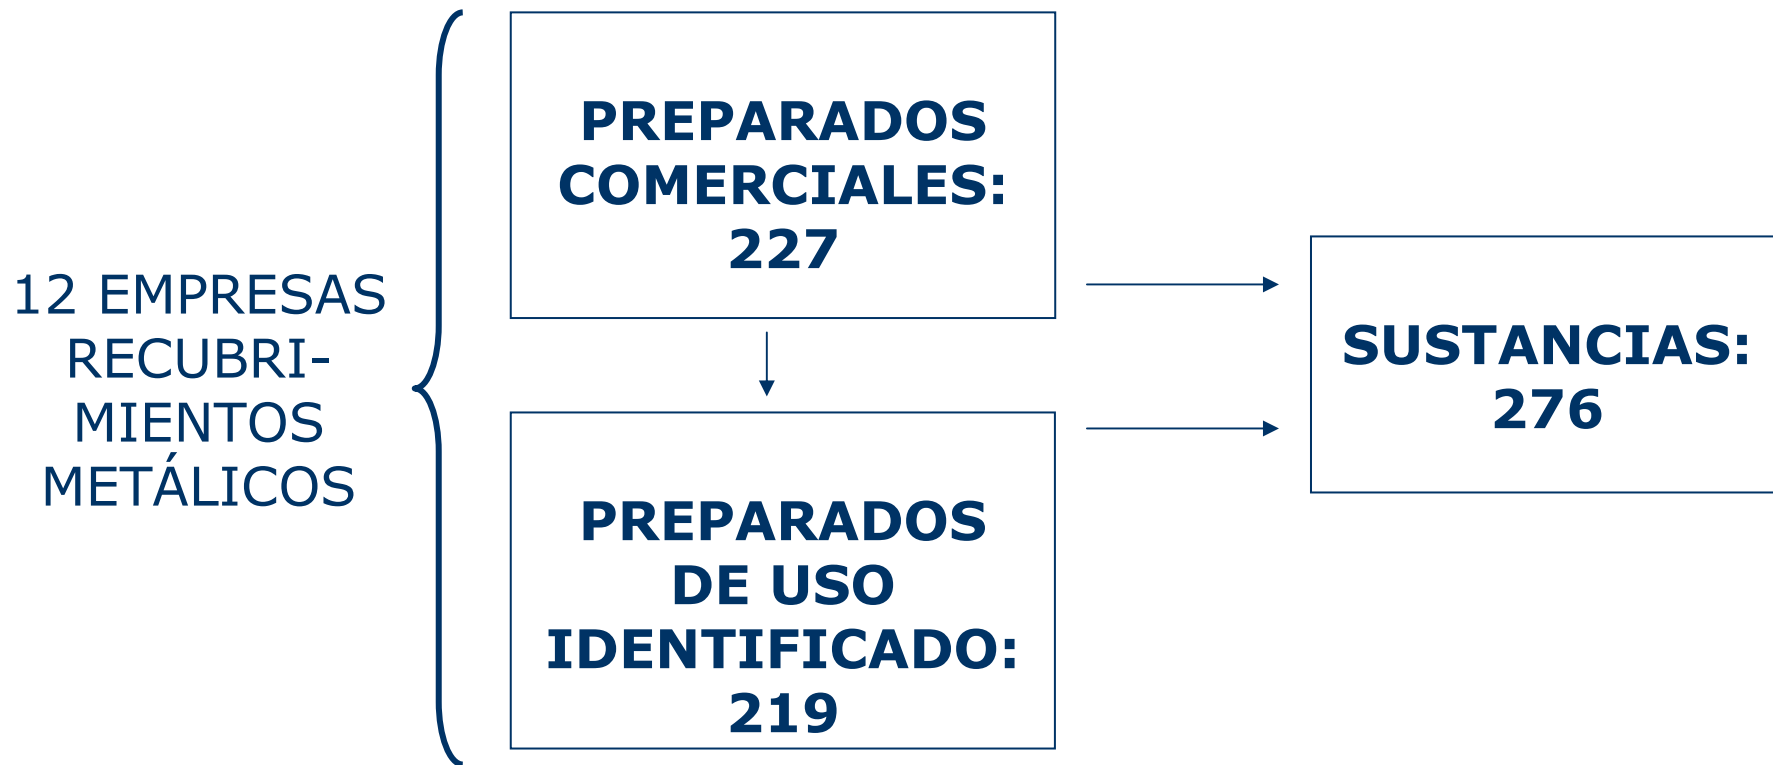 12 EMPRESAS
RECUBRI-
MIENTOS
METÁLICOS
PREPARADOS
COMERCIALES:
227
PREPARADOS
DE USO
IDENTIFICADO:
219
SUSTANCIAS:
276